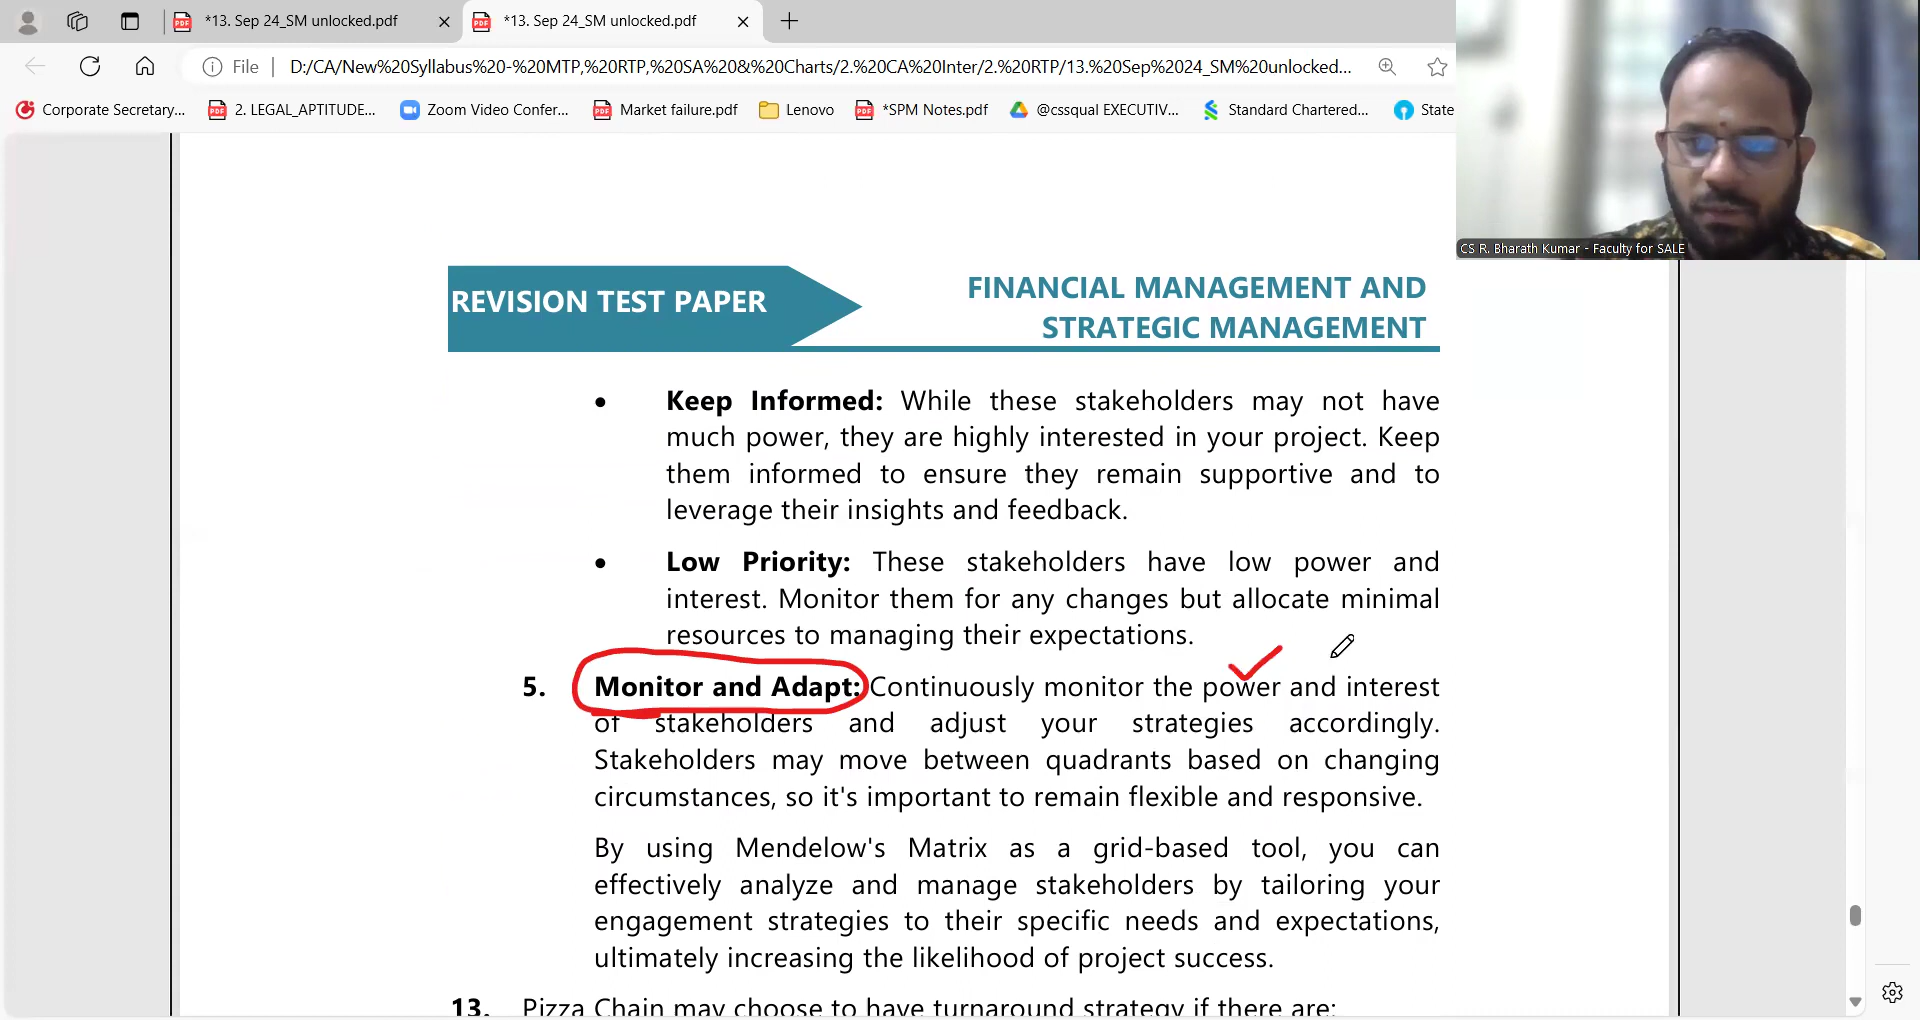 *13. Sep 24_SM unlocked.pdf
*13. Sep 24_SM unlocked.pdf
File
D:/CA/New%20Syllabus%20-%20MTP,%20RTP,%20SA%20&%20Charts/2.%20CA%20Inter/2.%20RTP/13.%20Sep%2024_SM%20unlocked...
Corporate Secretary...
2. LEGAL_APTITUDE...
Zoom Video Confer...
Market failure.pdf
Lenovo
*SPM Notes.pdf
@cssqual EXECUTIV...
Standard Chartered...
State
CS R. Bharath Kumar - Faculty for SALE
REVISION TEST PAPER
FINANCIAL MANAGEMENT AND
STRATEGIC MANAGEMENT
• Keep Informed: While these stakeholders may not have
much power, they are highly interested in your project. Keep
them informed to ensure they remain supportive and to
leverage their insights and feedback.
• Low Priority: These stakeholders have low power and
interest. Monitor them for any changes but allocate minimal
resources to managing their expectations.
5. Monitor and Adapt: Continuously monitor the power and interest
of stakeholders and adjust your strategies accordingly.
Stakeholders may move between quadrants based on changing
circumstances, so it's important to remain flexible and responsive.
By using Mendelow's Matrix as a grid-based tool, you can
effectively analyze and manage stakeholders by tailoring your
engagement strategies to their specific needs and expectations,
ultimately increasing the likelihood of project success.
13. Pizza Chain may choose to have turnaround strategy if there are: